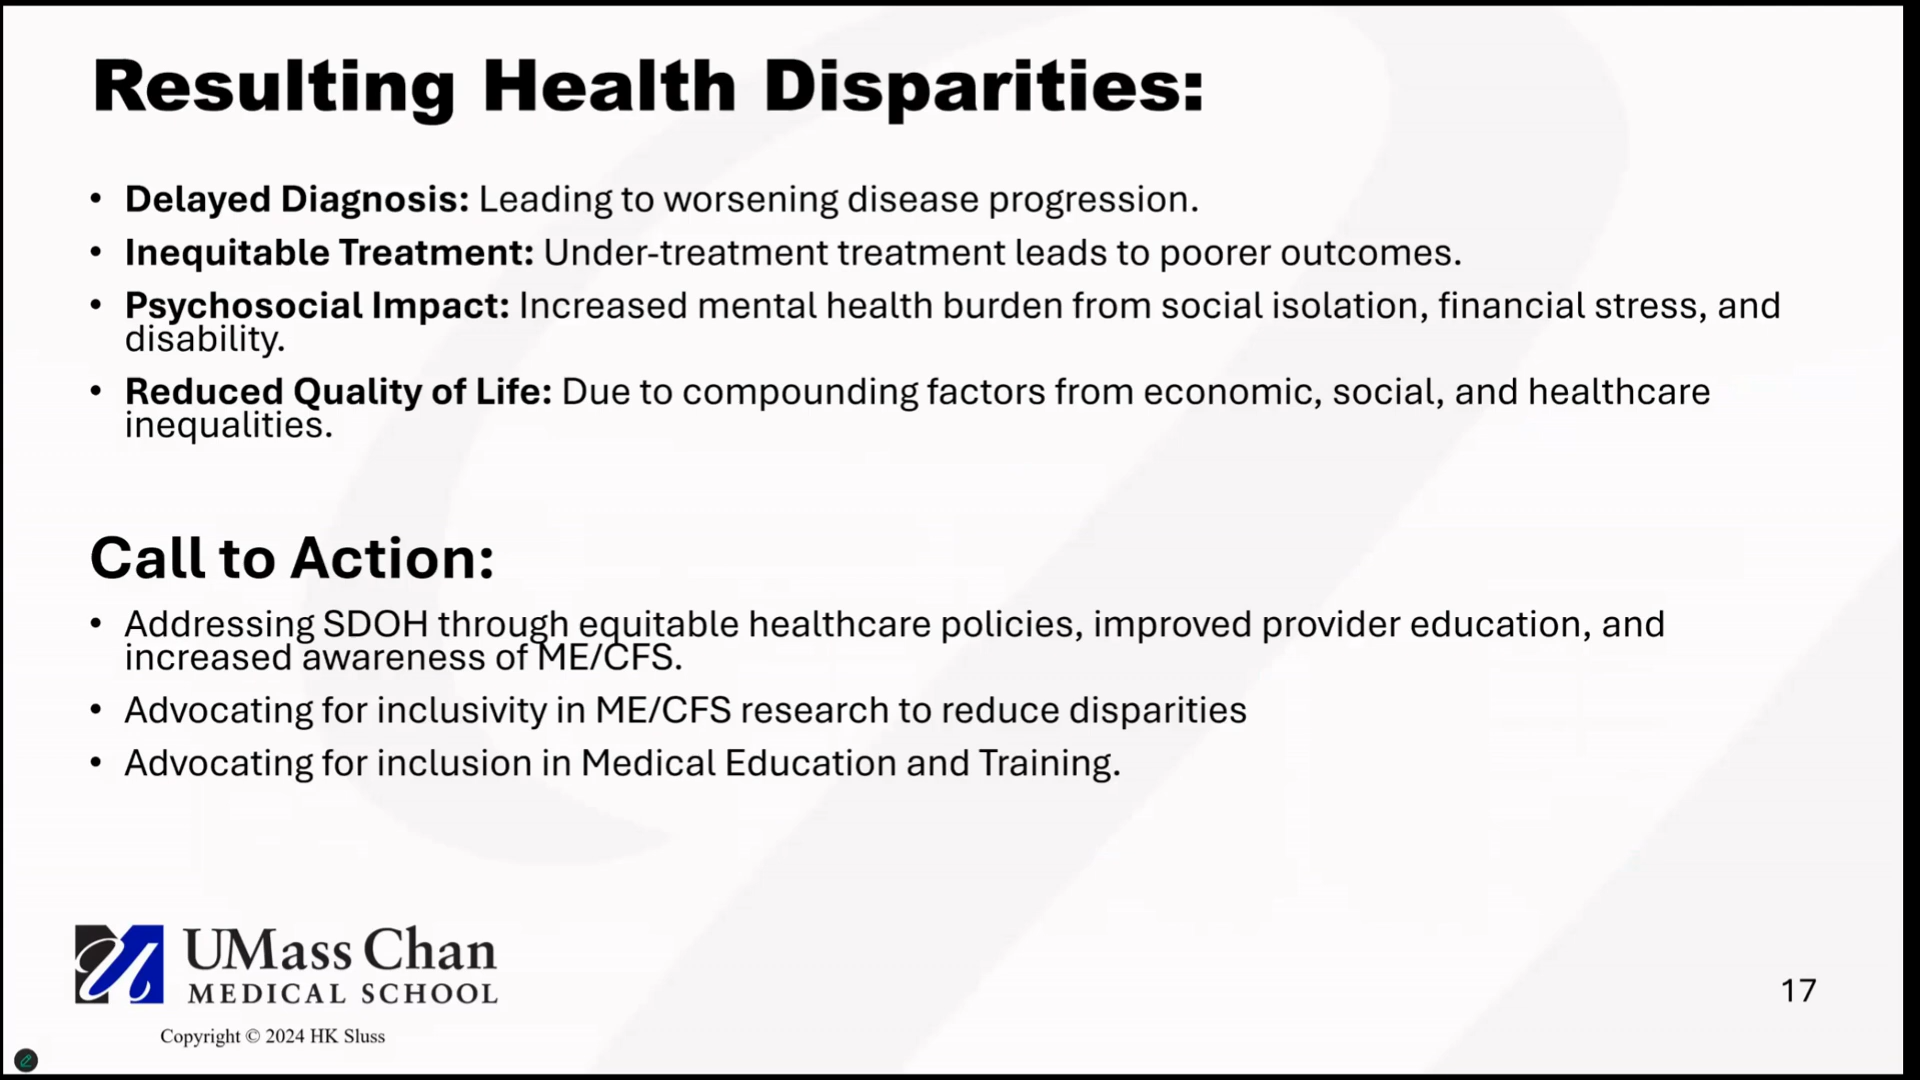 Resulting Health Disparities:
• Delayed Diagnosis: Leading to worsening disease progression.
• Inequitable Treatment: Under-treatment treatment leads to poorer outcomes.
• Psychosocial Impact: Increased mental health burden from social isolation, financial stress, and
disability.
• Reduced Quality of Life: Due to compounding factors from economic, social, and healthcare
inequalities.
Call to Action:
• Addressing SDOH through equitable healthcare policies, improved provider education, and
increased awareness of ME/CFS.
• Advocating for inclusivity in ME/CFS research to reduce disparities
• Advocating for inclusion in Medical Education and Training.
UMass Chan
MEDICAL SCHOOL
17
Copyright © 2024 HK Sluss